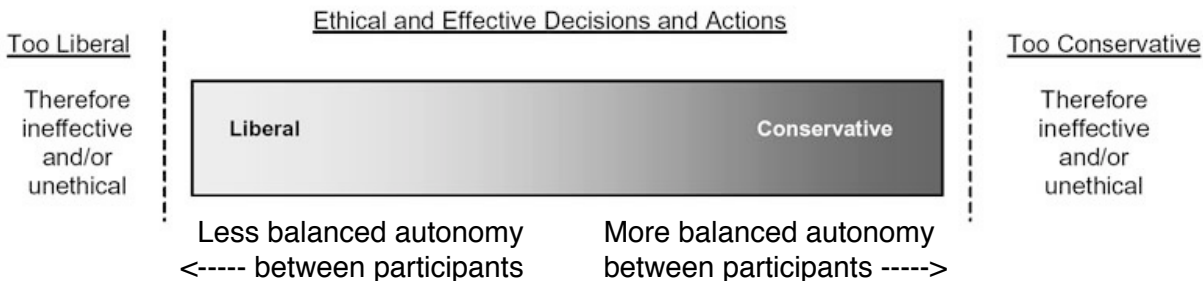 Ethical and Effective Decisions and Actions
Too Liberal
Therefore
ineffective
and/or
unethical
Liberal
Conservative
Too Conservative
Therefore
ineffective
and/or
unethical
Less balanced autonomy
<----- between participants
More balanced autonomy
between participants ----->